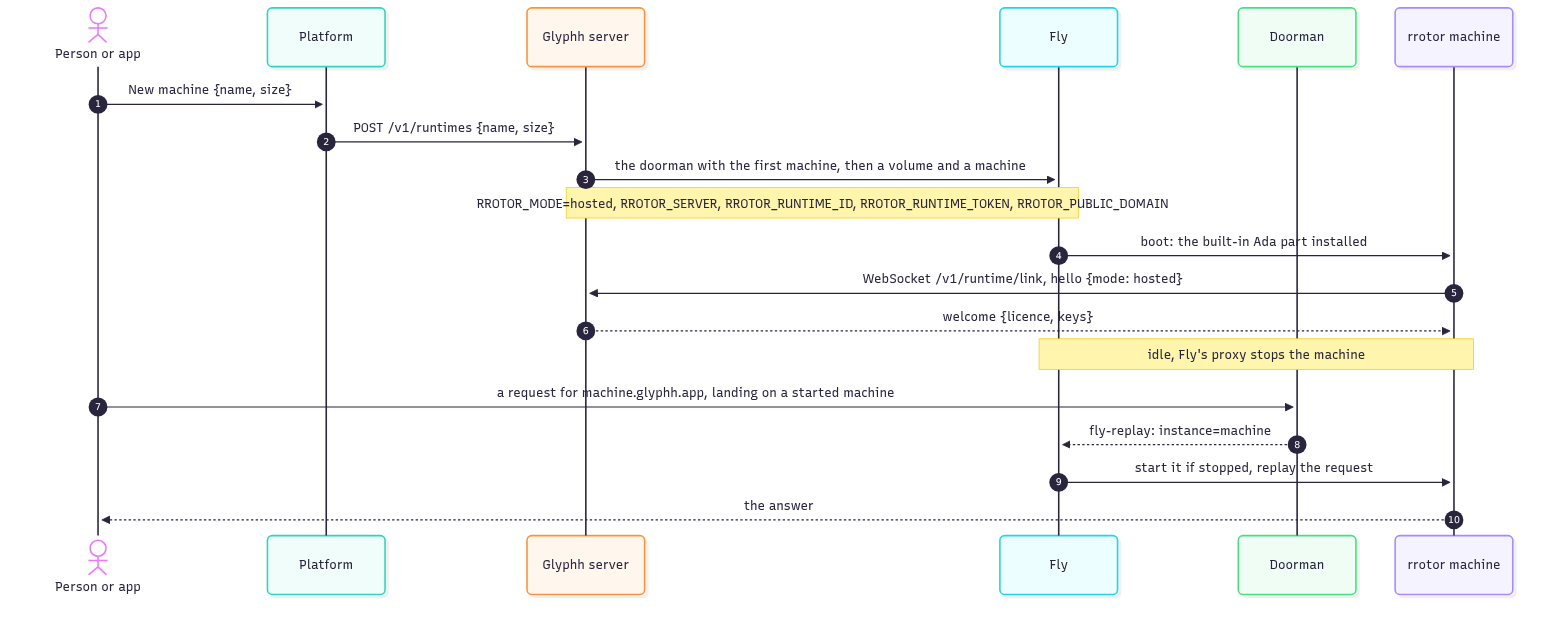 Person or app
Platform
Glyphh server
Fly
Doorman
rrotor machine
1
New machine {name, size}
2
POST /v1/runtimes {name, size}
3
the doorman with the first machine, then a volume and a machine
RROTOR_MODE=hosted, RROTOR_SERVER, RROTOR_RUNTIME_ID, RROTOR_RUNTIME_TOKEN, RROTOR_PUBLIC_DOMAIN
4
boot: the built-in Ada part installed
WebSocket /v1/runtime/link, hello {mode: hosted}
5
6
welcome {licence, keys}
idle, Fly's proxy stops the machine
7
a request for machine.glyphh.app, landing on a started machine
fly-replay: instance=machine
8
9
start it if stopped, replay the request
the answer
10
Person or app
Platform
Glyphh server
Fly
Doorman
rrotor machine